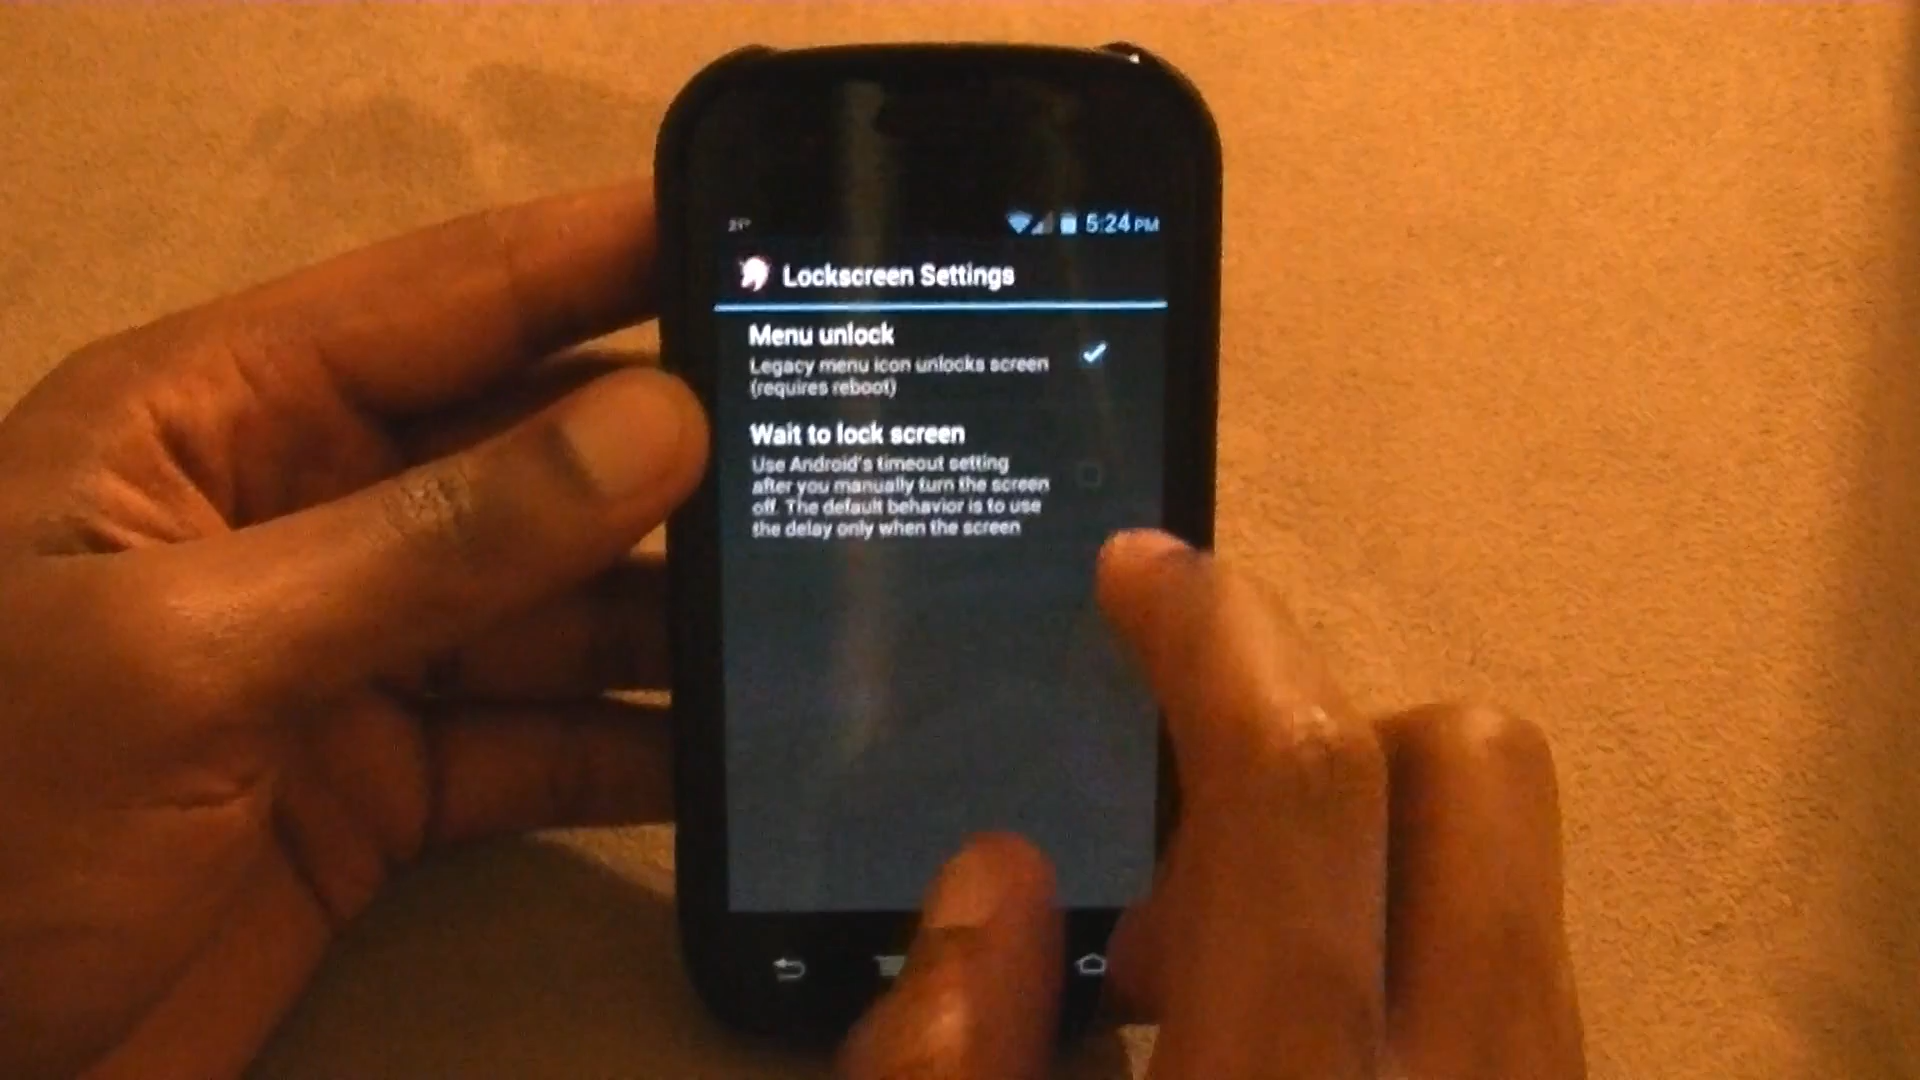 21°
5:24 PM
Lockscreen Settings
Menu unlock
Legacy menu icon unlocks screen
(requires reboot)
Wait to lock screen
Use Android's timeout setting
after you manually turn the screen
off. The default behavior is to use
the delay only when the screen